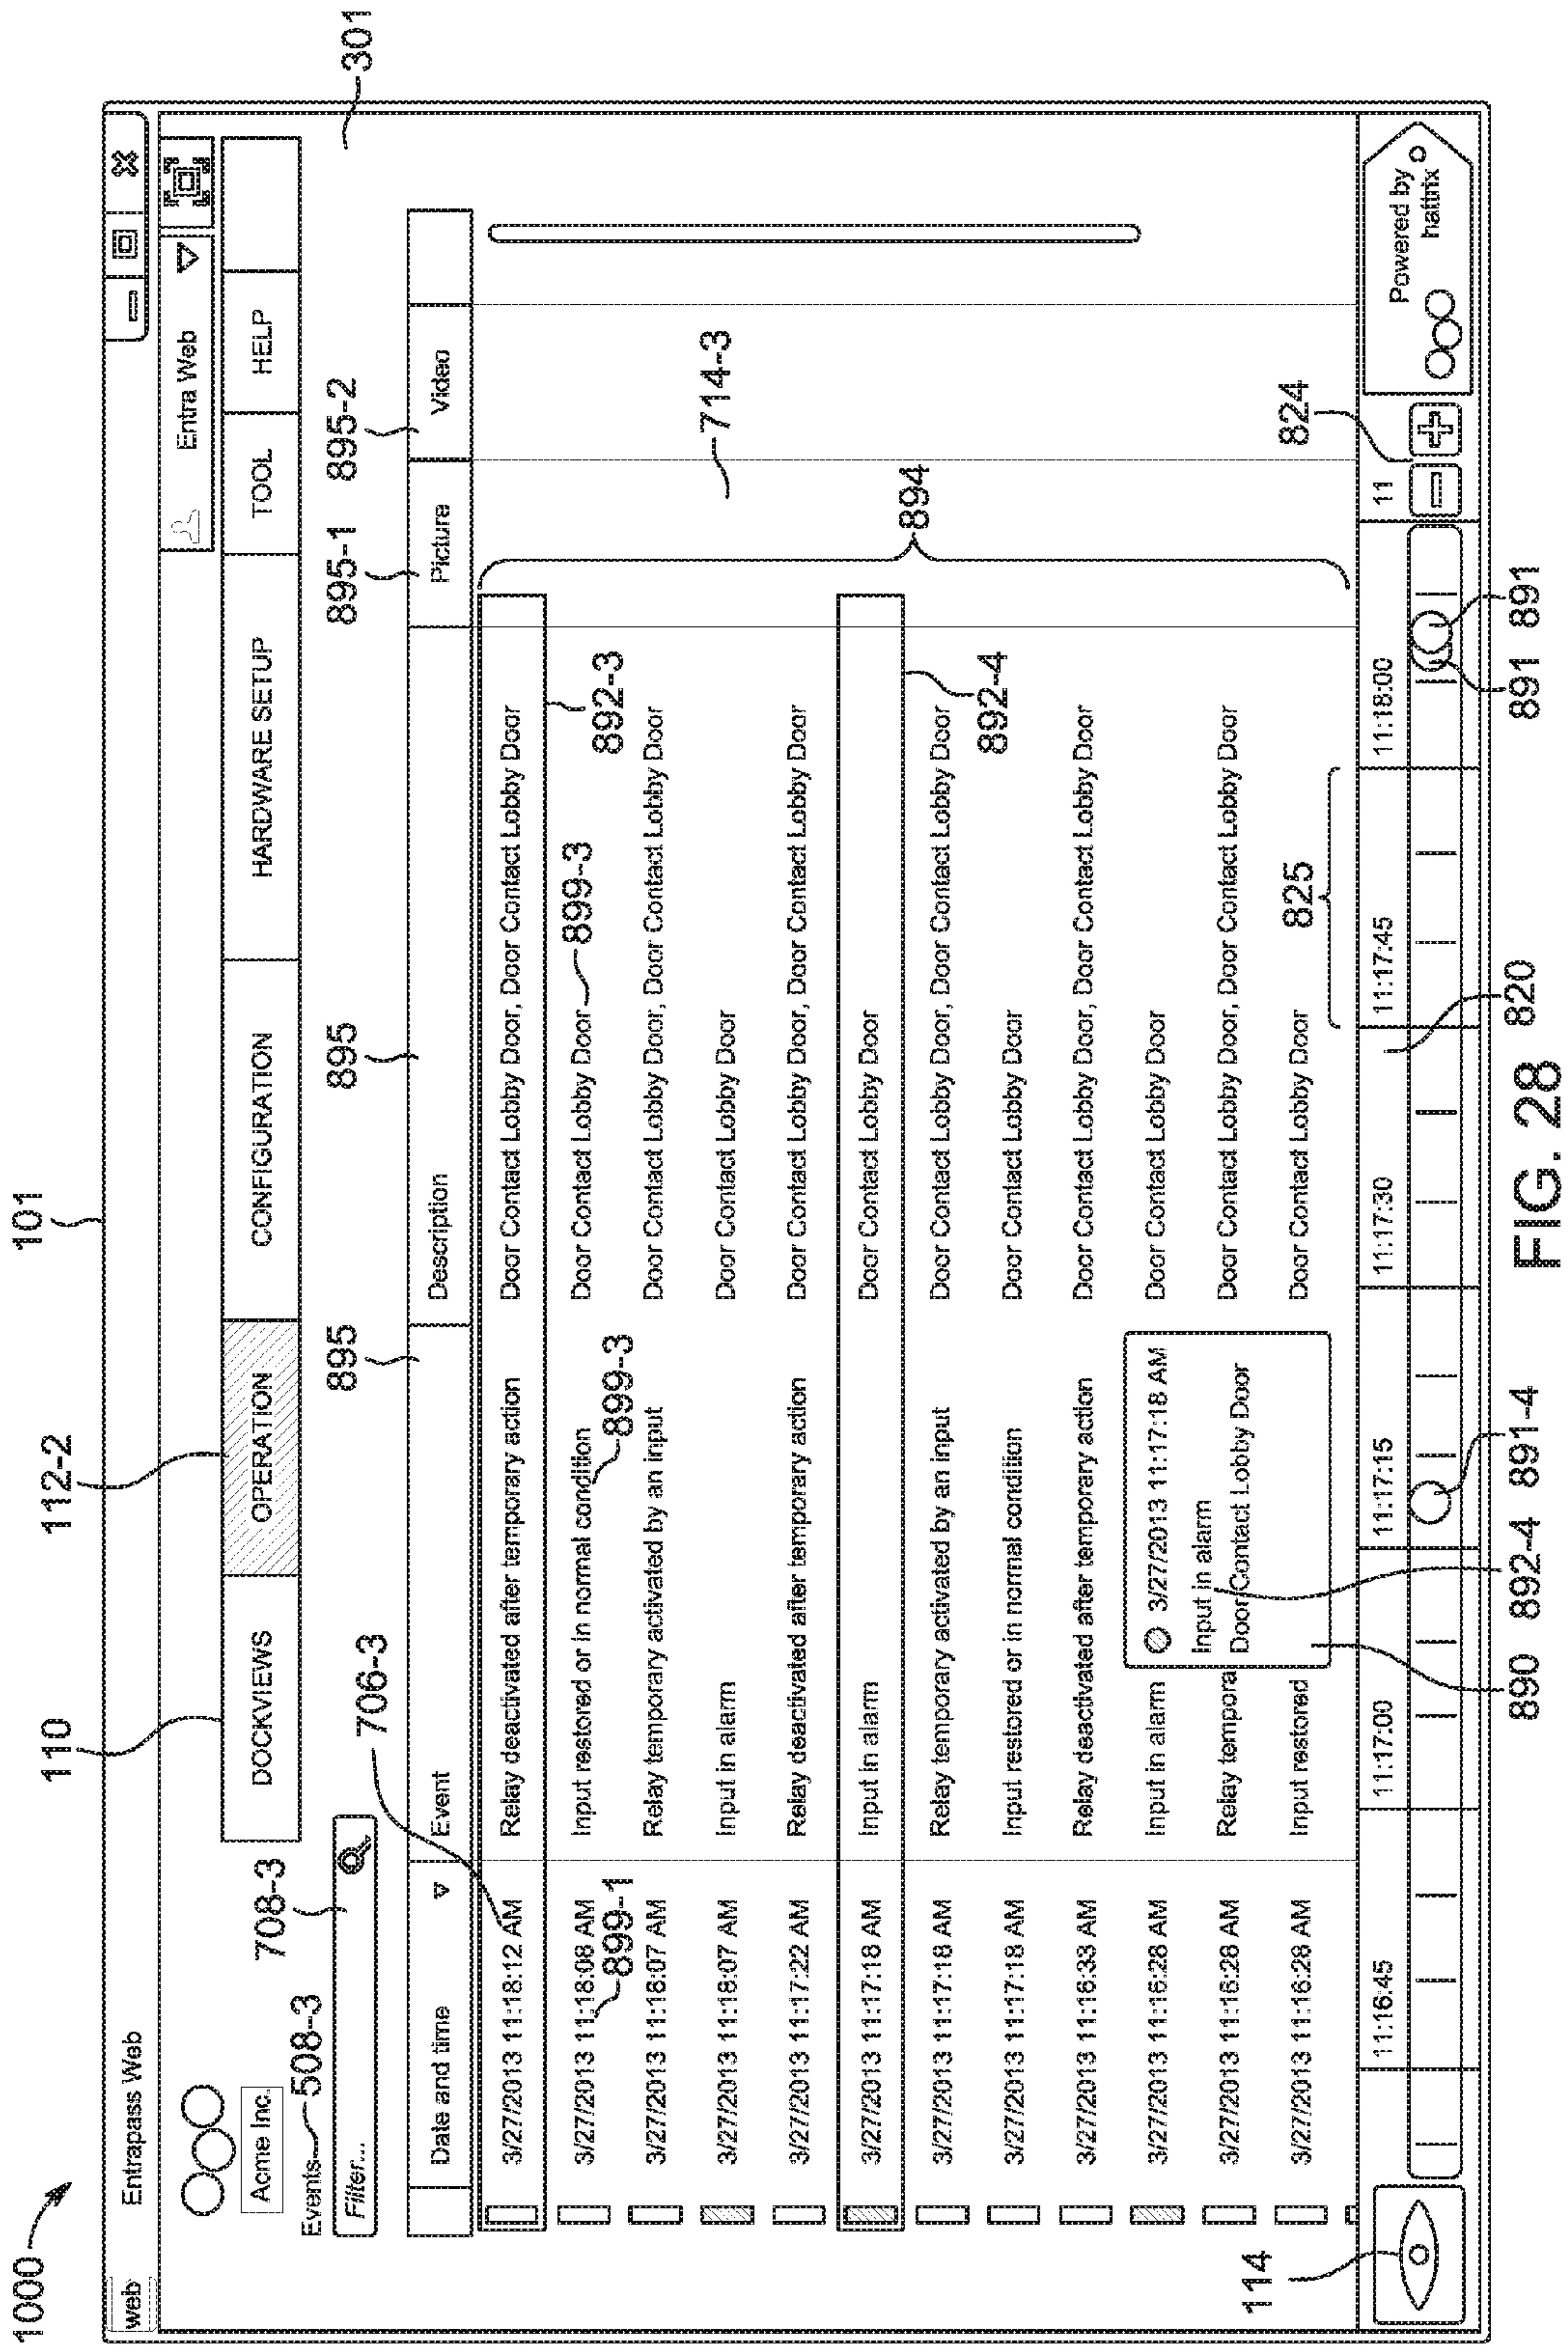 1000
101
web Entrapass Web
Entra Web
Acme Inc.
110
112-2
DOCKVIEWS OPERATION CONFIGURATION HARDWARE SETUP TOOL HELP
301
Events 508-3
708-3
Filter...
706-3
895
895
895-1
895-2
Date and time Event Description Picture Video
3/27/2013 11:18:12 AM Relay deactivated after temporary action Door Contact Lobby Door, Door Contact Lobby Door
3/27/2013 11:18:08 AM Input restored or in normal condition Door Contact Lobby Door 899-3
899-1
899-3
892-3
3/27/2013 11:18:07 AM Relay temporary activated by an input Door Contact Lobby Door, Door Contact Lobby Door
714-3
3/27/2013 11:18:07 AM Input in alarm Door Contact Lobby Door
3/27/2013 11:17:22 AM Relay deactivated after temporary action Door Contact Lobby Door, Door Contact Lobby Door
3/27/2013 11:17:18 AM Input in alarm Door Contact Lobby Door
894
3/27/2013 11:17:18 AM Relay temporary activated by an input Door Contact Lobby Door, Door Contact Lobby Door
892-4
3/27/2013 11:17:18 AM Input restored or in normal condition Door Contact Lobby Door
3/27/2013 11:16:33 AM Relay deactivated after temporary action Door Contact Lobby Door, Door Contact Lobby Door
3/27/2013 11:16:28 AM Input in alarm Door Contact Lobby Door
3/27/2013 11:16:28 AM Relay tempora Door Contact Lobby Door, Door Contact Lobby Door
3/27/2013 11:16:28 AM Input restored Door Contact Lobby Door
3/27/2013 11:17:18 AM
Input in alarm
Door Contact Lobby Door
825
824
114
11:16:45 11:17:00 11:17:15 11:17:30 11:17:45 11:18:00 11
Powered by
hattrix
890 892-4 891-4 820 891 891
FIG. 28